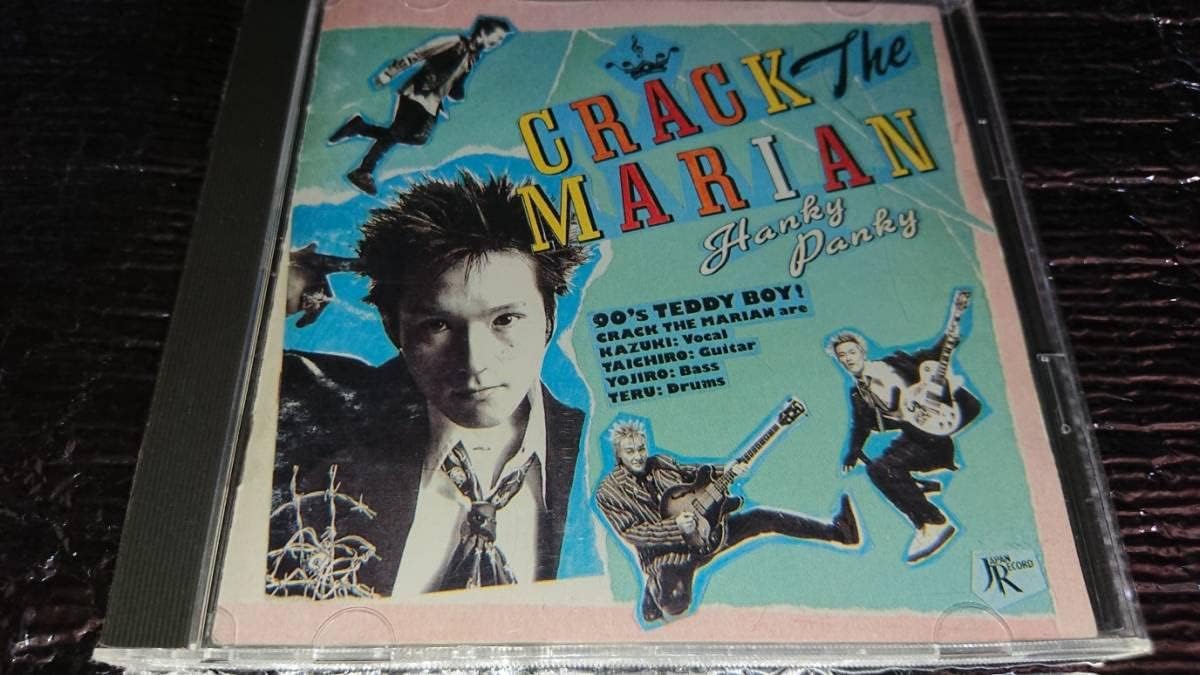 CRACK The
MARIAN
Hanky
Panky
90's TEDDY BOY!
CRACK THE MARIAN are
KAZUKI: Vocal
TAICHIRO: Guitar
YOJIRO: Bass
TERU: Drums
JAPAN
RECORD